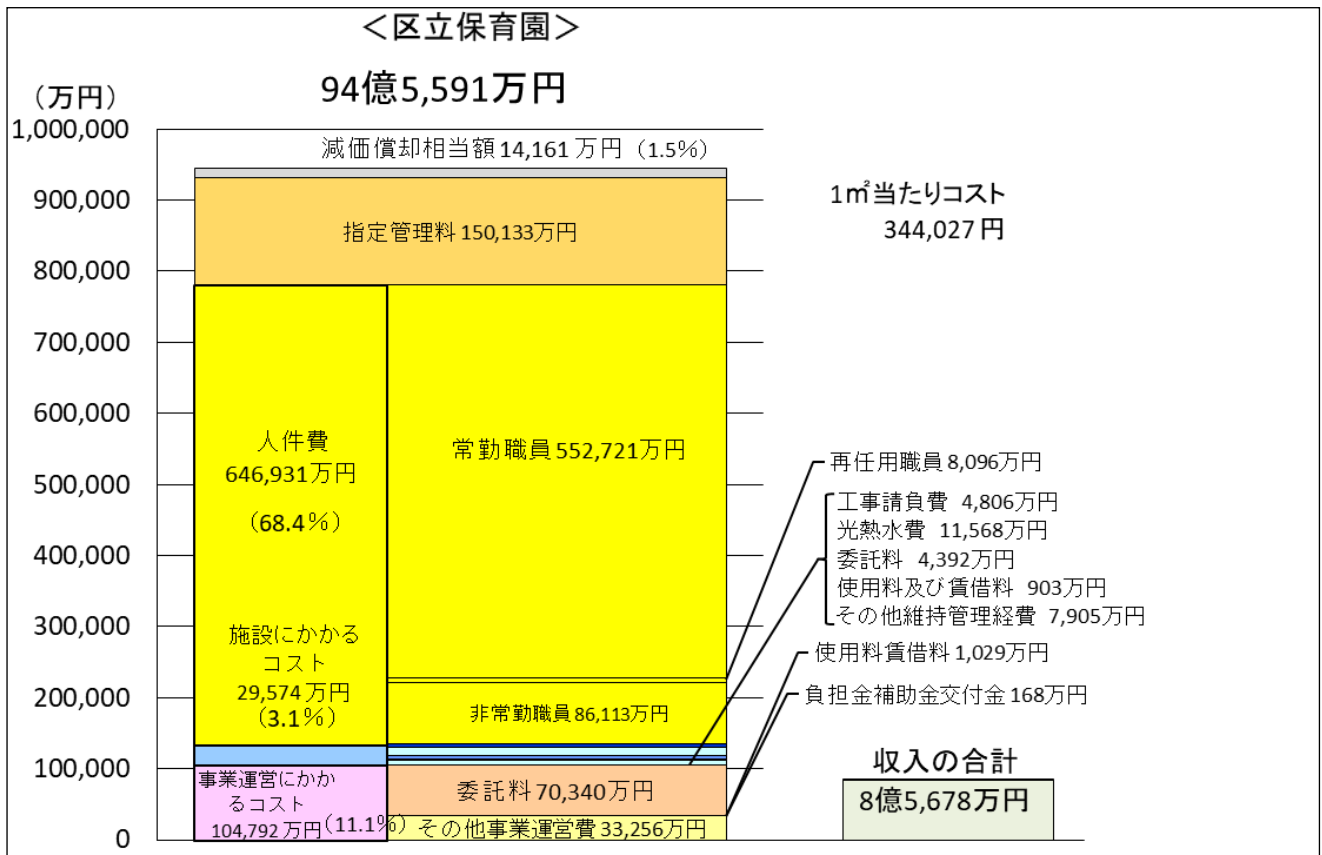 ＜区立保育園＞
94億5,591万円
（万円）
1,000,000
900,000
800,000
700,000
600,000
500,000
400,000
300,000
200,000
100,000
0
減価償却相当額 14,161 万円（1.5%）
指定管理料 150,133万円
人件費
646,931万円
（68.4％）
常勤職員 552,721万円
施設にかかる
コスト
29,574 万円
（3.1％）
非常勤職員 86,113万円
事業運営にかか
るコスト
104,792 万円（11.1％）
委託料 70,340万円
その他事業運営費 33,256万円
1㎡当たりコスト
344,027 円
再任用職員 8,096万円
工事請負費 4,806万円
光熱水費 11,568万円
委託料 4,392万円
使用料及び賃借料 903万円
その他維持管理経費 7,905万円
使用料賃借料 1,029万円
負担金補助金交付金 168万円
収入の合計
8億5,678万円